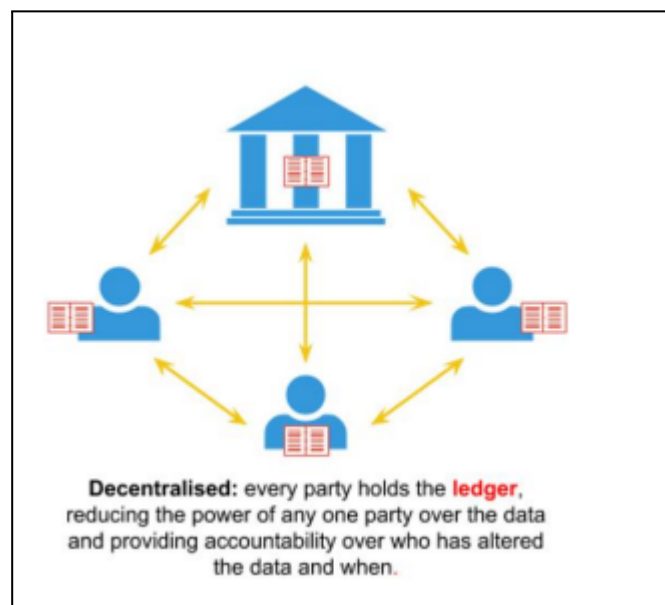 Decentralised: every party holds the ledger,
reducing the power of any one party over the data
and providing accountability over who has altered
the data and when.